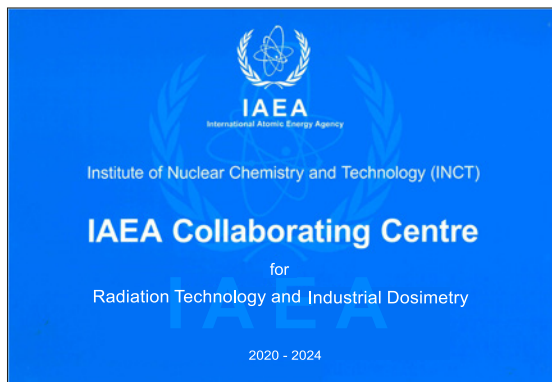 IAEA
International Atomic Energy Agency
Institute of Nuclear Chemistry and Technology (INCT)
IAEA Collaborating Centre
for
Radiation Technology and Industrial Dosimetry
IAEA
2020 - 2024